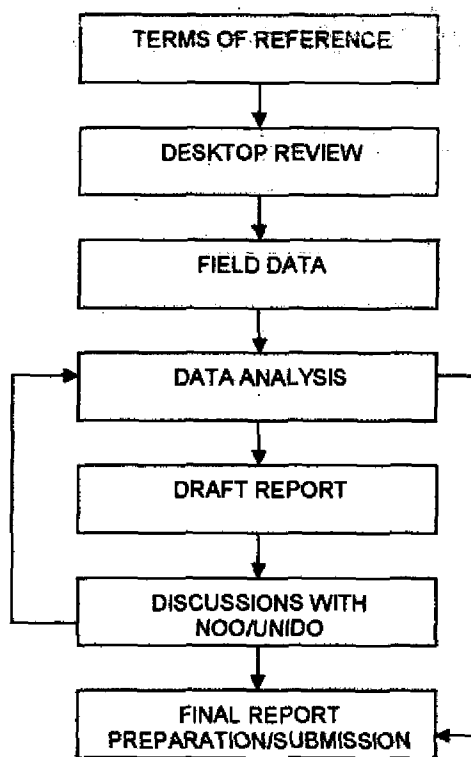 TERMS OF REFERENCE
DESKTOP REVIEW
FIELD DATA
DATA ANALYSIS
DRAFT REPORT
DISCUSSIONS WITH
NOO/UNIDO
FINAL REPORT
PREPARATION/SUBMISSION